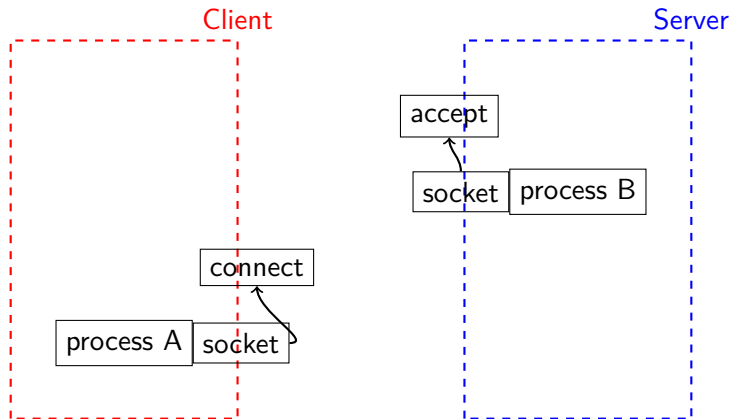 Client
Server
accept
socket
process B
connect
process A
socket